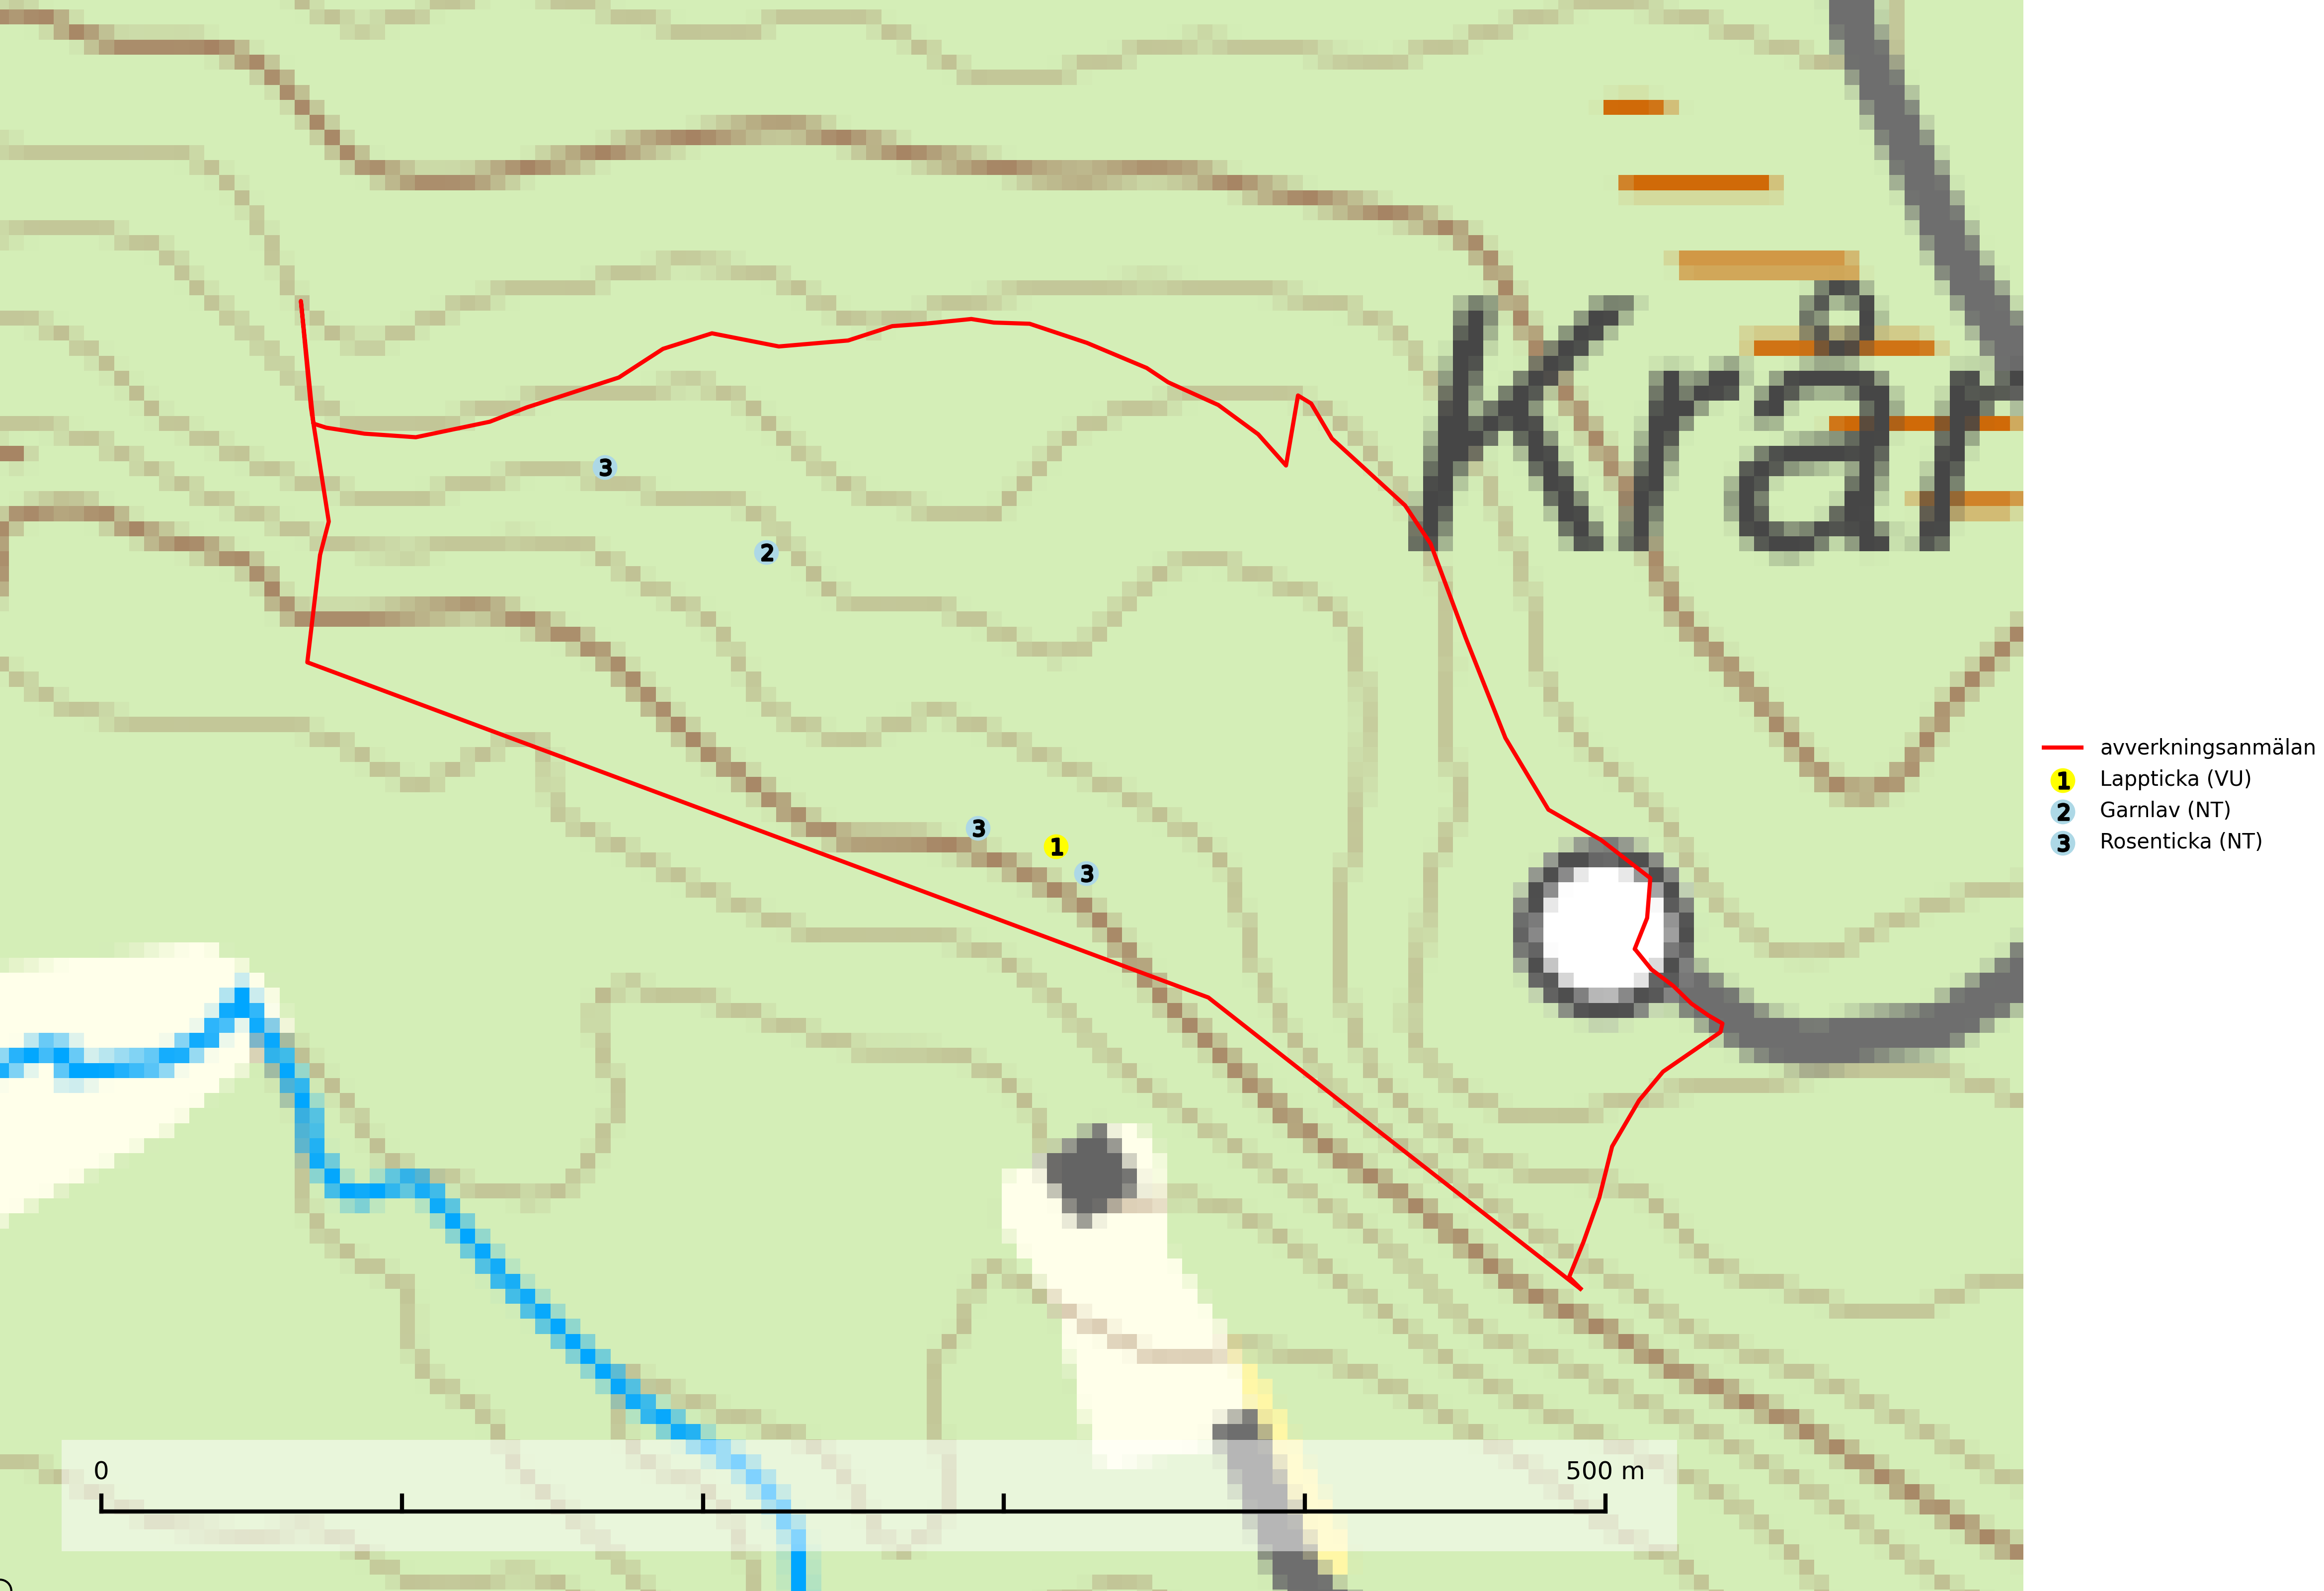 Krår
3
2
3
1
3
avverkningsanmälan
1 Lappticka (VU)
2 Garnlav (NT)
3 Rosenticka (NT)
0 500 m